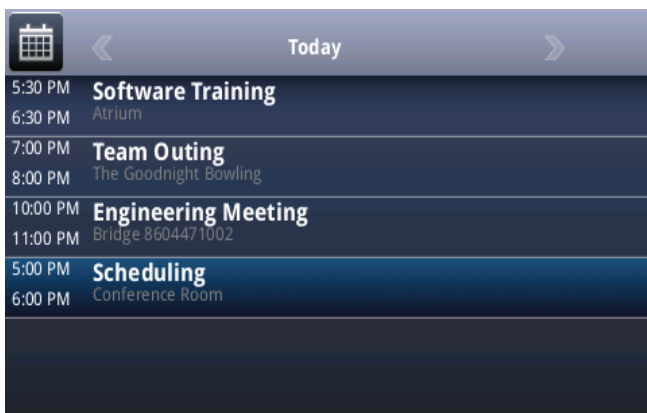 Today
5:30 PM Software Training
6:30 PM Atrium
7:00 PM Team Outing
8:00 PM The Goodnight Bowling
10:00 PM Engineering Meeting
11:00 PM Bridge 8604471002
5:00 PM Scheduling
6:00 PM Conference Room